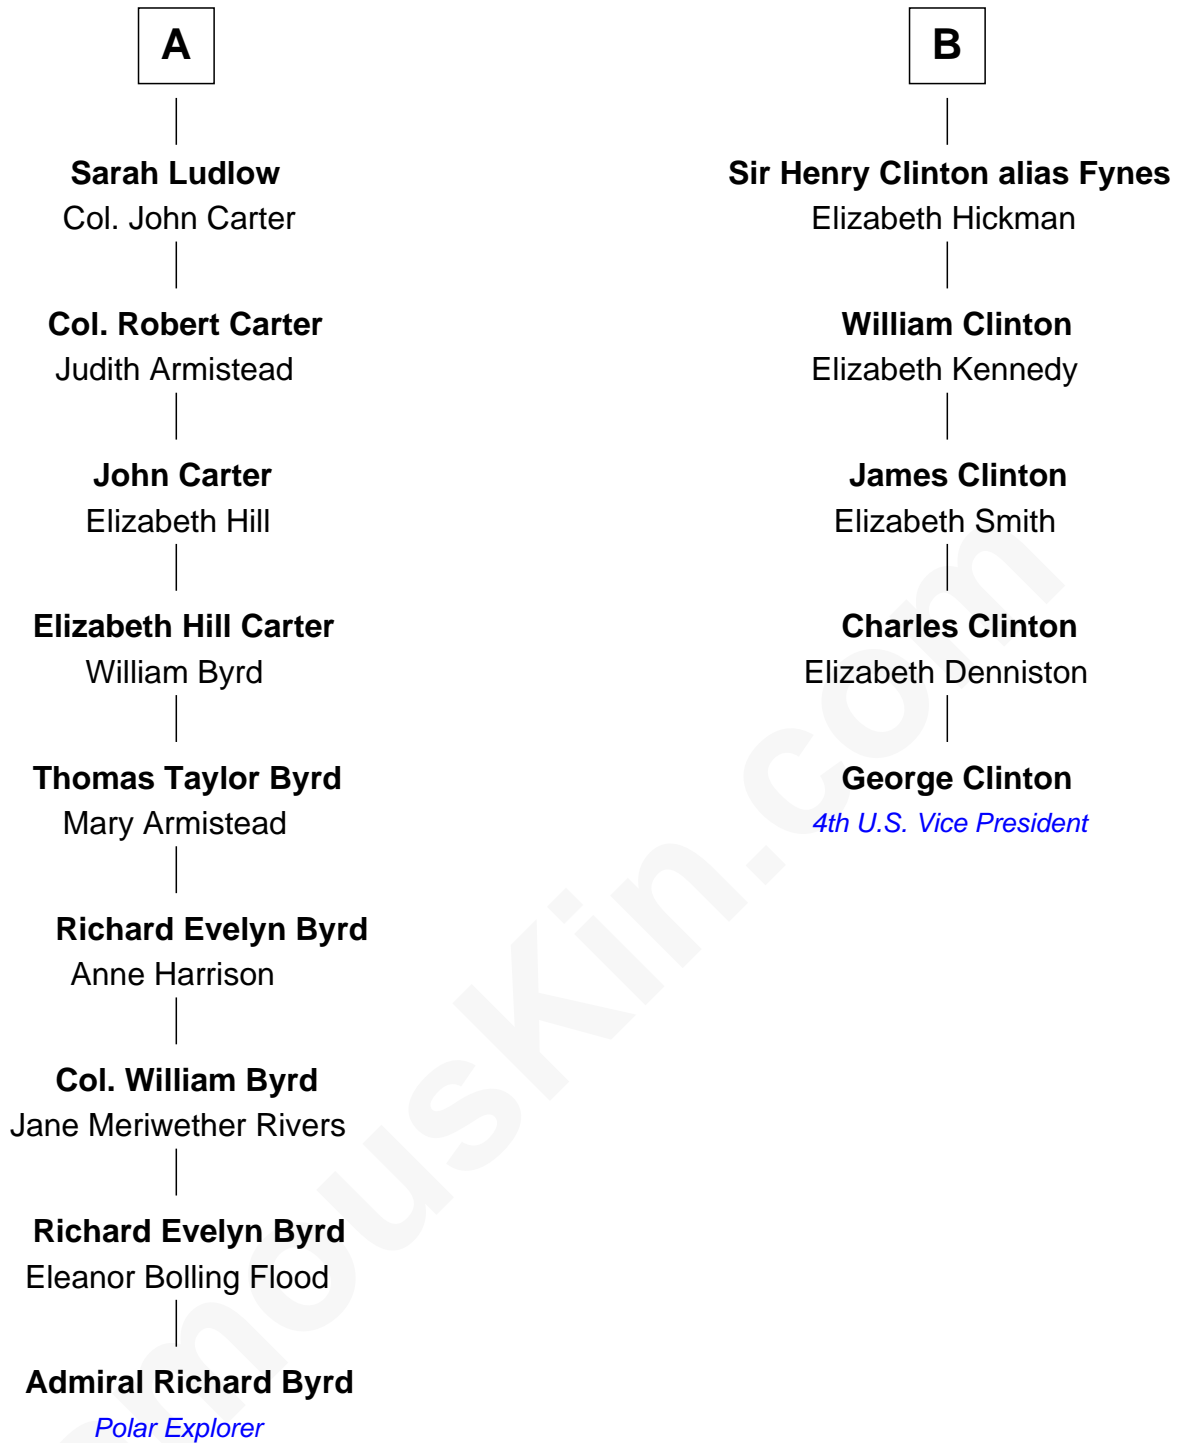 A
Sarah Ludlow
Col. John Carter
Col. Robert Carter
Judith Armistead
John Carter
Elizabeth Hill
Elizabeth Hill Carter
William Byrd
Thomas Taylor Byrd
Mary Armistead
Richard Evelyn Byrd
Anne Harrison
Col. William Byrd
Jane Meriwether Rivers
Richard Evelyn Byrd
Eleanor Bolling Flood
Admiral Richard Byrd
Polar Explorer
B
Sir Henry Clinton alias Fynes
Elizabeth Hickman
William Clinton
Elizabeth Kennedy
James Clinton
Elizabeth Smith
Charles Clinton
Elizabeth Denniston
George Clinton
4th U.S. Vice President
mouskin.com